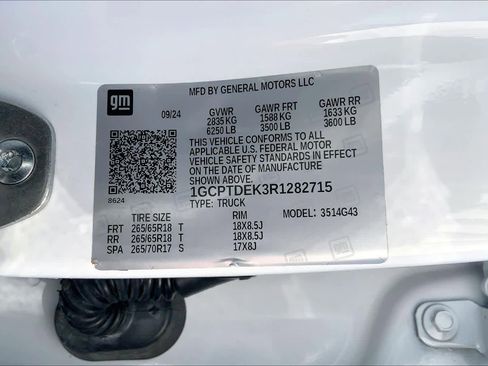 MFD BY GENERAL MOTORS LLC
gm
09/24 GVWR GAWR FRT GAWR RR
2835 KG 1588 KG 1633 KG
6250 LB 3500 LB 3600 LB
THIS VEHICLE CONFORMS TO ALL
APPLICABLE U.S. FEDERAL MOTOR
VEHICLE SAFETY STANDARDS IN EFFECT ON
THE DATE OF MANUFACTURE SHOWN ABOVE.
1GCPTDEK3R1282715
8624 TYPE: TRUCK
TIRE SIZE RIM MODEL: 3514G43
FRT 265/65R18 T 18X8.5J
RR 265/65R18 T 18X8.5J
SPA 265/70R17 S 17X8J